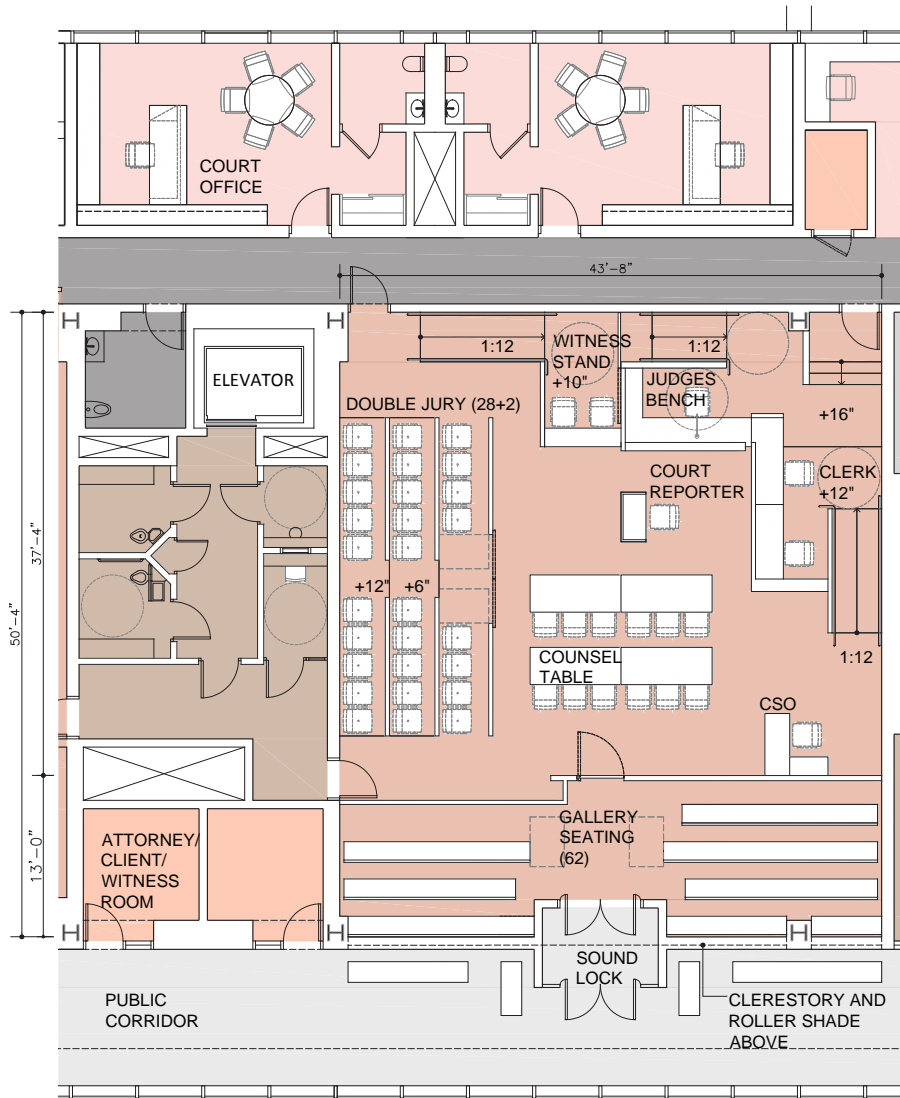 COURT
OFFICE
43'-8"
WITNESS
STAND
+10"
1:12
1:12
ELEVATOR
JUDGES
BENCH
DOUBLE JURY (28+2)
+16"
COURT
REPORTER
CLERK
+12"
37'-4"
50'-4"
+12"
+6"
COUNSEL
TABLE
1:12
CSO
GALLERY
SEATING
(62)
ATTORNEY/
CLIENT/
WITNESS
ROOM
13'-0"
SOUND
LOCK
PUBLIC
CORRIDOR
CLERESTORY AND
ROLLER SHADE
ABOVE